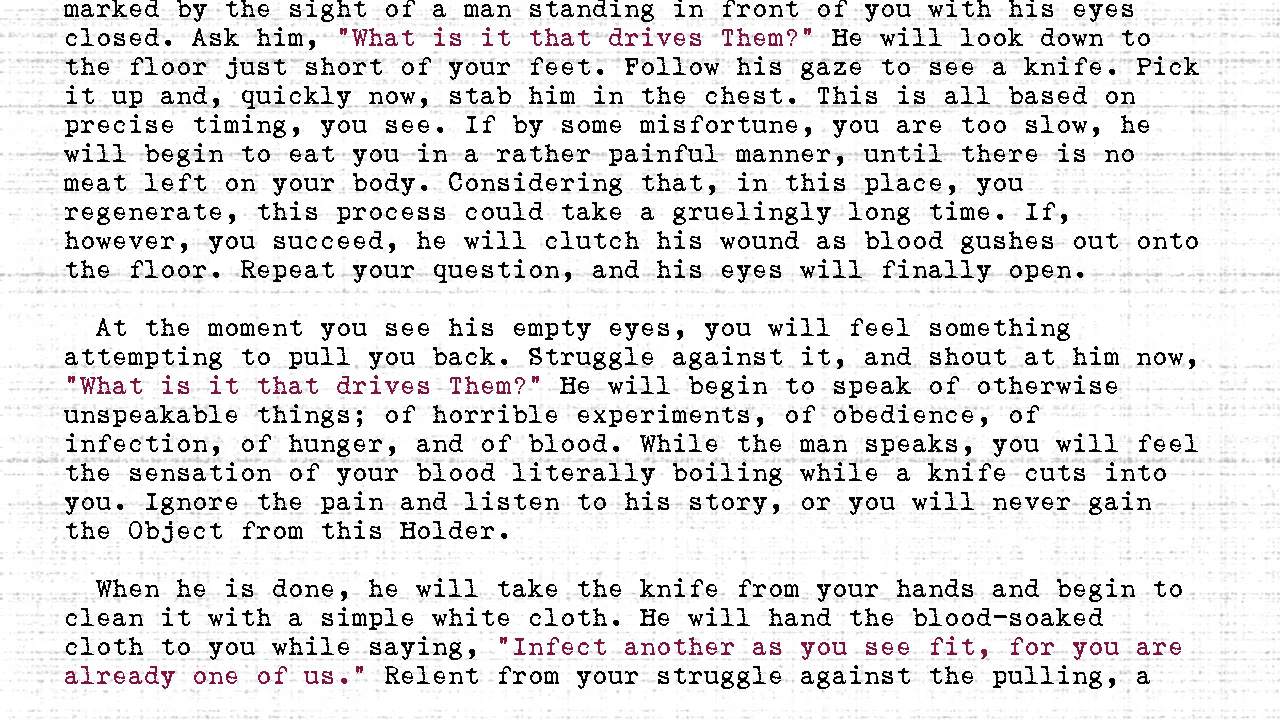 marked by the sight of a man standing in front of you with his eyes
closed. Ask him, "What is it that drives Them?" He will look down to
the floor just short of your feet. Follow his gaze to see a knife. Pick
it up and, quickly now, stab him in the chest. This is all based on
precise timing, you see. If by some misfortune, you are too slow, he
will begin to eat you in a rather painful manner, until there is no
meat left on your body. Considering that, in this place, you
regenerate, this process could take a gruelingly long time. If,
however, you succeed, he will clutch his wound as blood gushes out onto
the floor. Repeat your question, and his eyes will finally open.
At the moment you see his empty eyes, you will feel something
attempting to pull you back. Struggle against it, and shout at him now,
"What is it that drives Them?" He will begin to speak of otherwise
unspeakable things; of horrible experiments, of obedience, of
infection, of hunger, and of blood. While the man speaks, you will feel
the sensation of your blood literally boiling while a knife cuts into
you. Ignore the pain and listen to his story, or you will never gain
the Object from this Holder.
When he is done, he will take the knife from your hands and begin to
clean it with a simple white cloth. He will hand the blood-soaked
cloth to you while saying, "Infect another as you see fit, for you are
already one of us." Relent from your struggle against the pulling, a